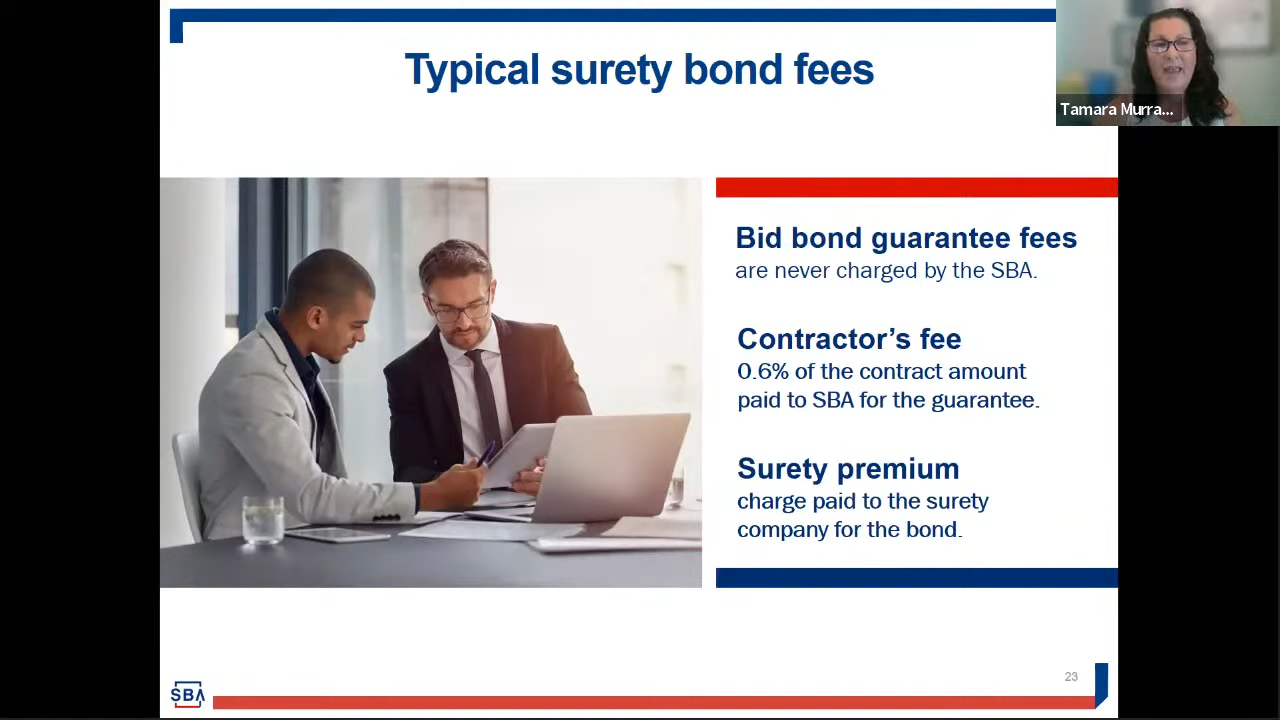 Typical surety bond fees
Tamara Murra...
Bid bond guarantee fees
are never charged by the SBA.
Contractor’s fee
0.6% of the contract amount
paid to SBA for the guarantee.
Surety premium
charge paid to the surety
company for the bond.
23
SBA